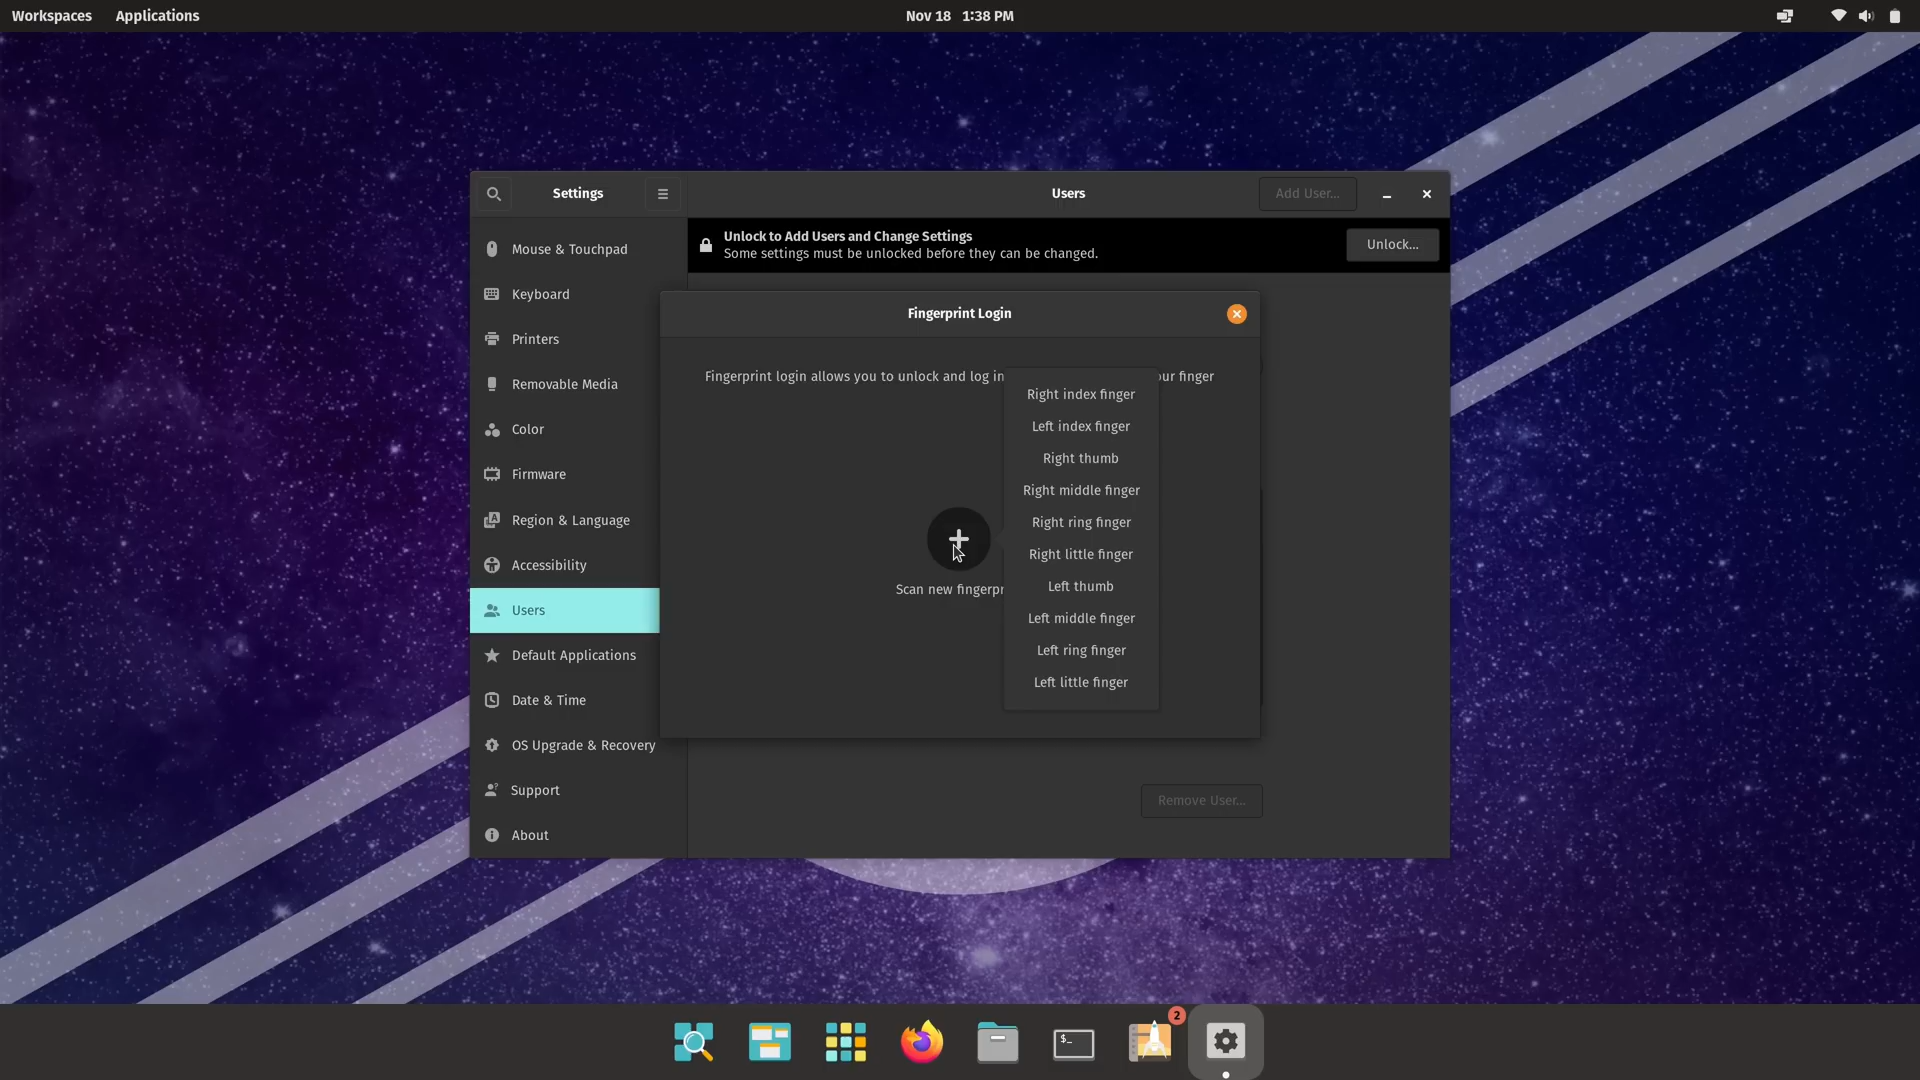 Workspaces
Applications
Nov 18 1:38 PM
Settings
Users
Add User...
Unlock to Add Users and Change Settings
Some settings must be unlocked before they can be changed.
Unlock...
Mouse & Touchpad
Keyboard
Printers
Removable Media
Color
Firmware
Region & Language
Accessibility
Users
Default Applications
Date & Time
OS Upgrade & Recovery
Support
About
Fingerprint Login
Fingerprint login allows you to unlock and log in
finger
Scan new
Right index finger
Left index finger
Right thumb
Right middle finger
Right ring finger
Right little finger
Left thumb
Left middle finger
Left ring finger
Left little finger
Remove User...
$_
2